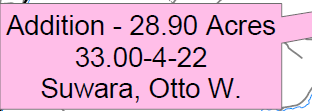 Addition - 28.90 Acres
33.00-4-22
Suwara, Otto W.